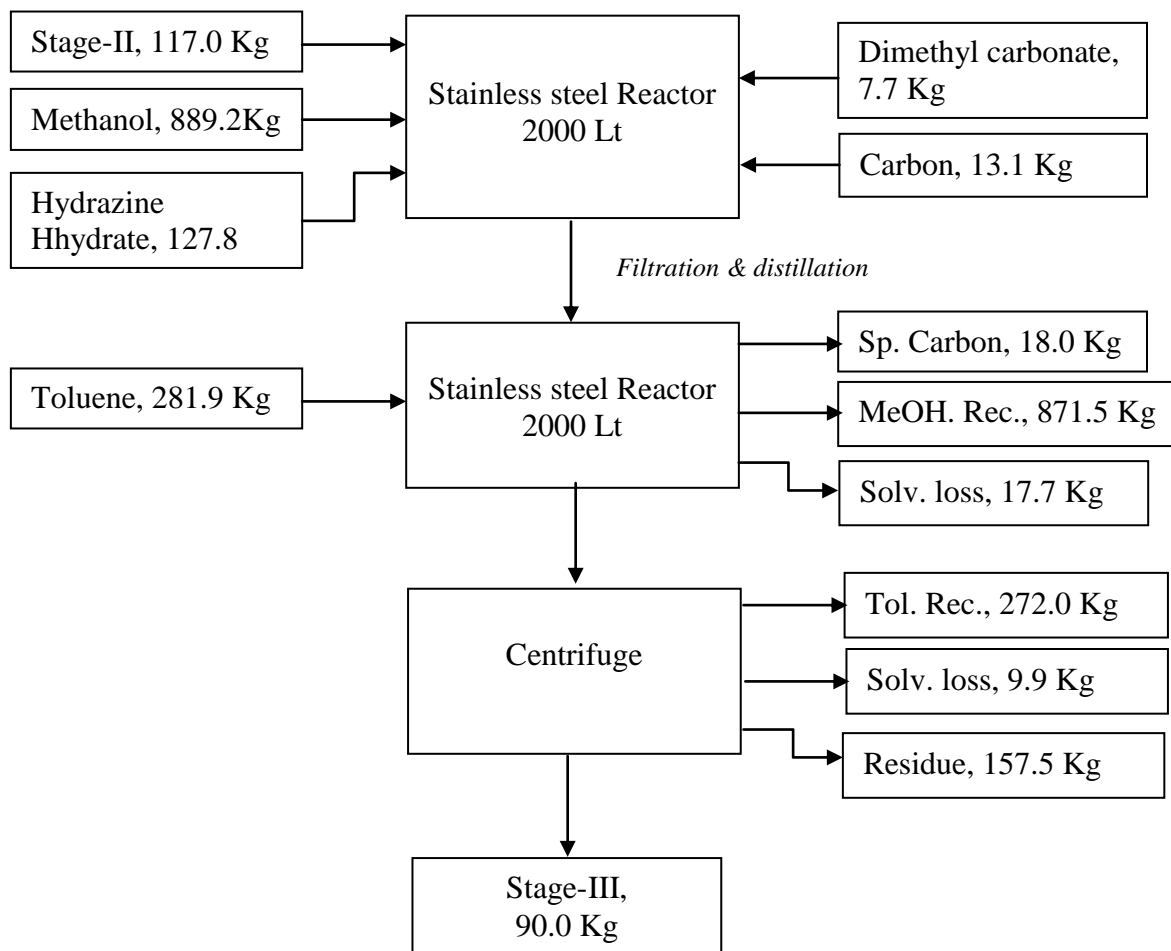 Stage-II, 117.0 Kg
Methanol, 889.2Kg
Hydrazine
Hhydrate, 127.8
Stainless steel Reactor
2000 Lt
Dimethyl carbonate,
7.7 Kg
Carbon, 13.1 Kg
Filtration & distillation
Toluene, 281.9 Kg
Stainless steel Reactor
2000 Lt
Sp. Carbon, 18.0 Kg
MeOH. Rec., 871.5 Kg
Solv. loss, 17.7 Kg
Centrifuge
Tol. Rec., 272.0 Kg
Solv. loss, 9.9 Kg
Residue, 157.5 Kg
Stage-III,
90.0 Kg